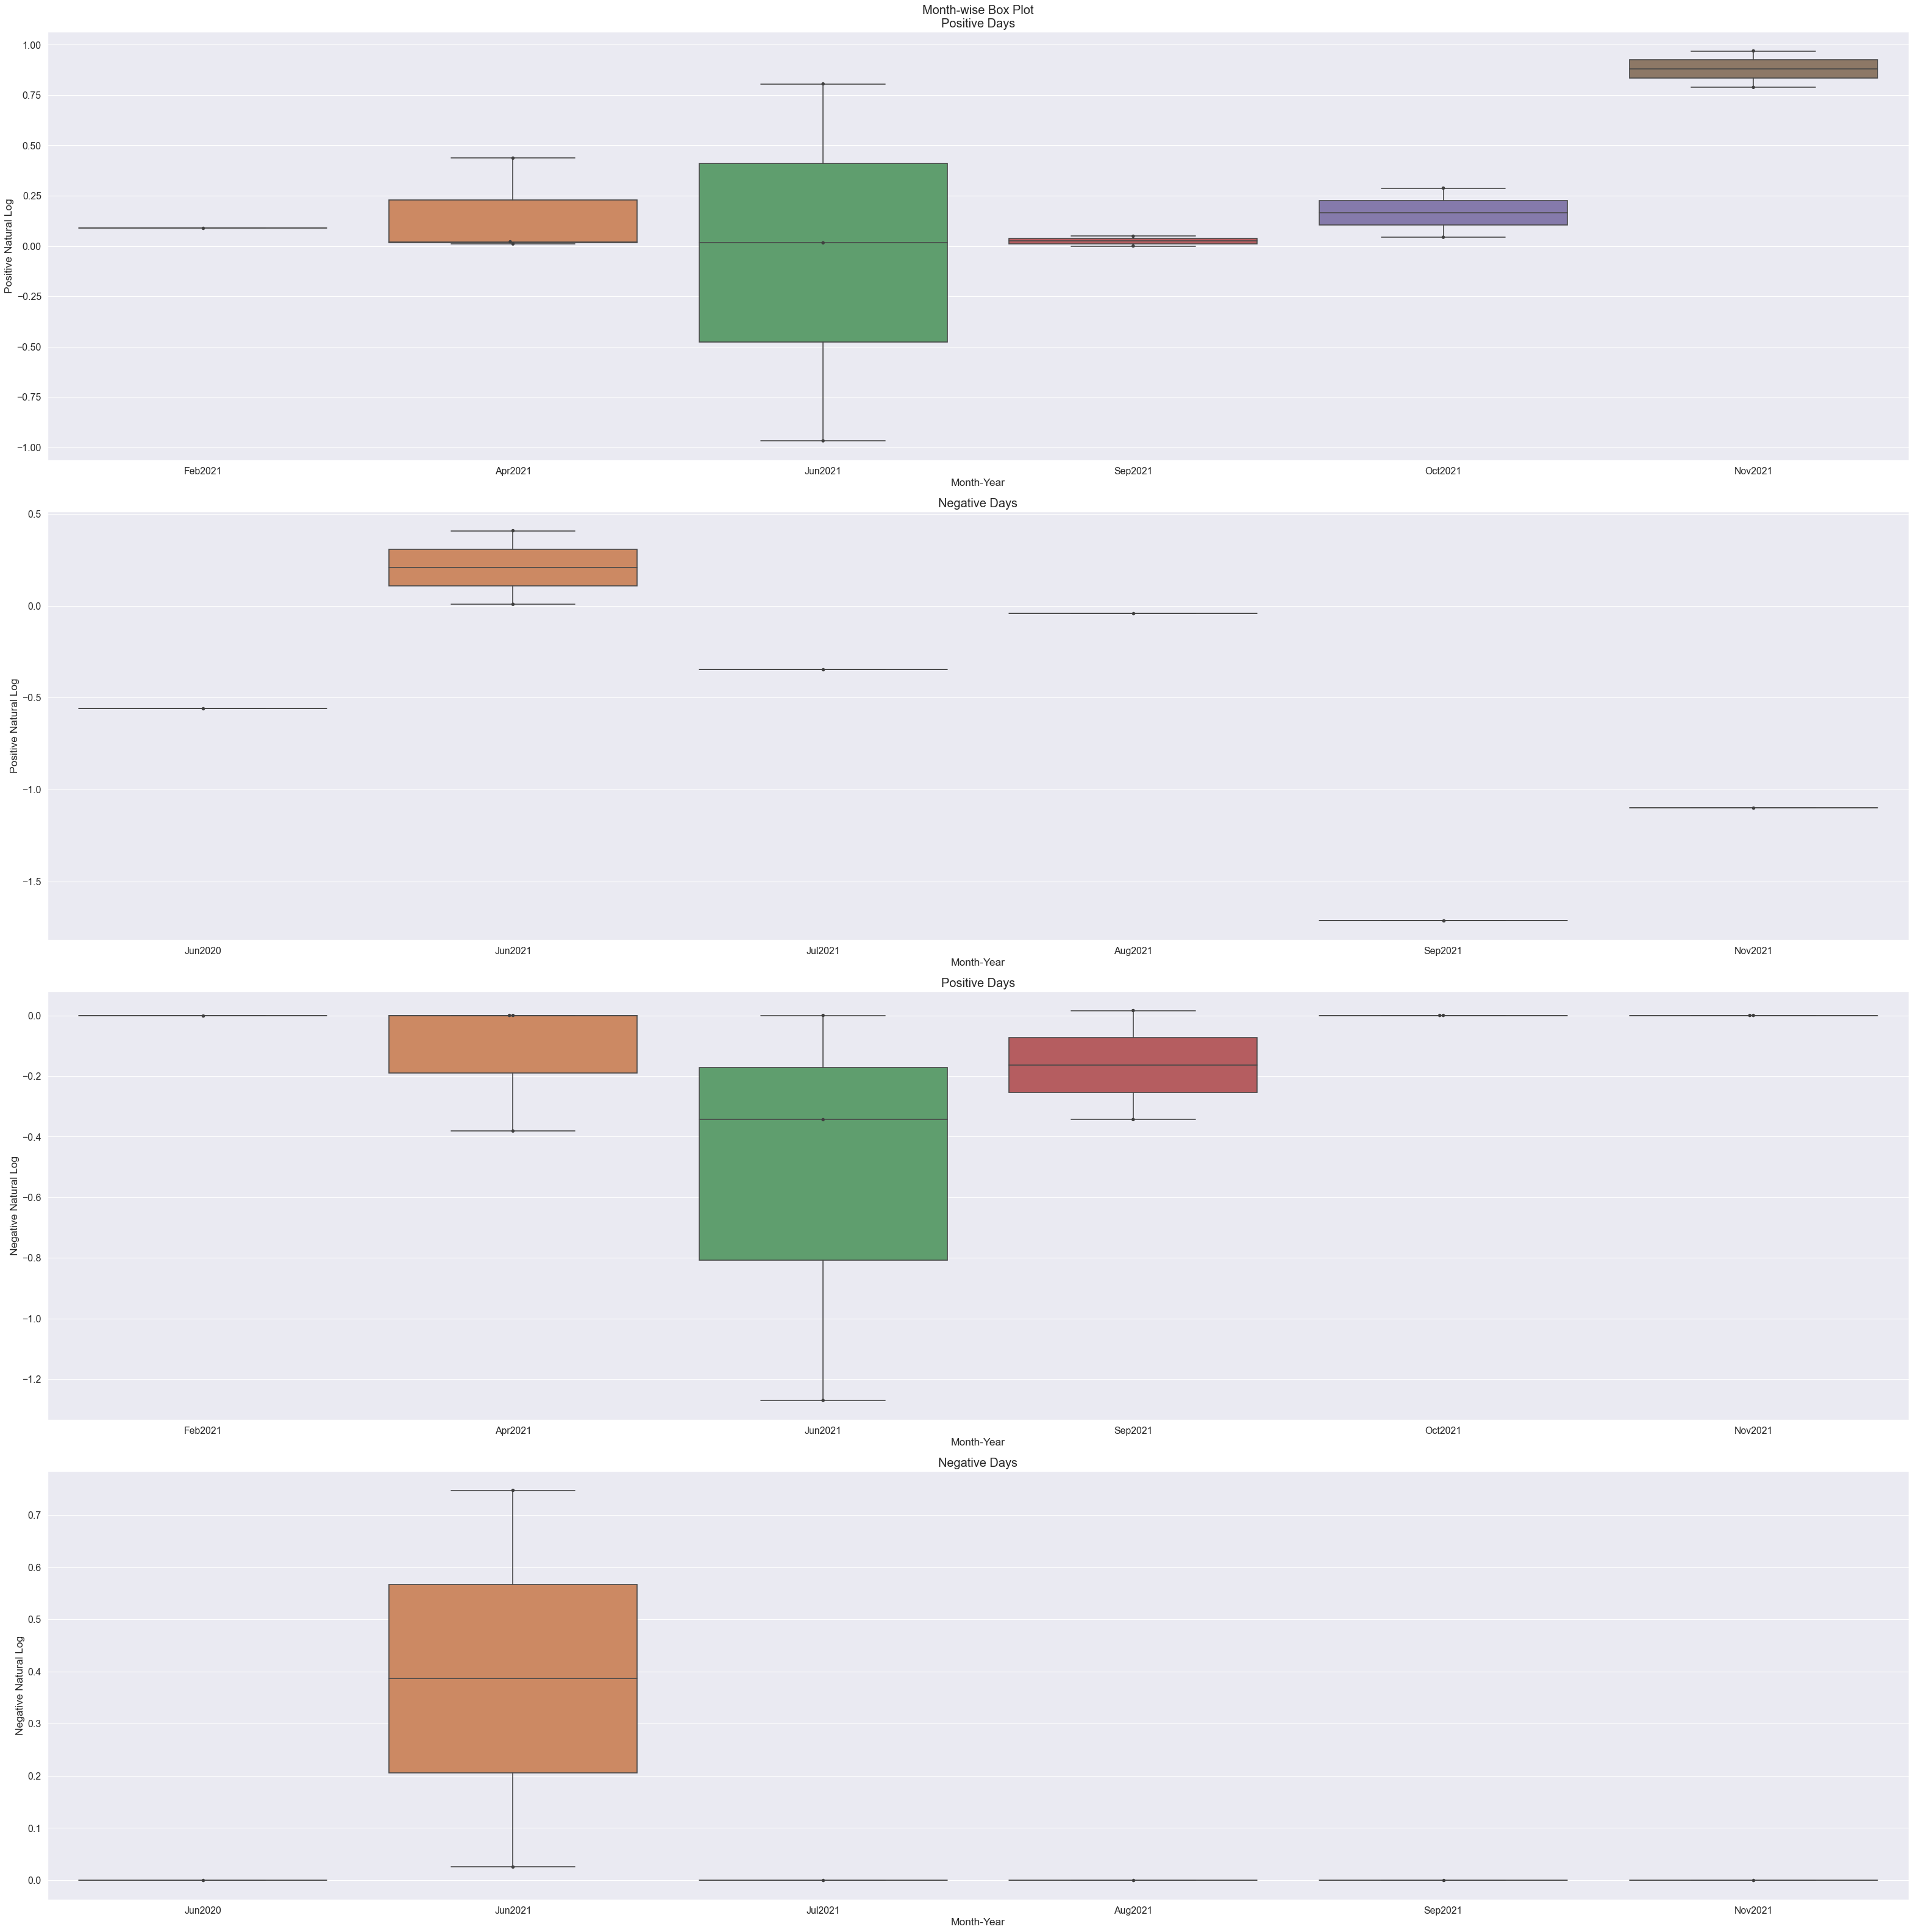 Month-wise Box Plot
Positive Days
1.00
0.75
0.50
0.25
0.00
−0.25
−0.50
−0.75
−1.00
Positive Natural Log
Feb2021 Apr2021 Jun2021 Sep2021 Oct2021 Nov2021
Month-Year
Negative Days
0.5
0.0
−0.5
−1.0
−1.5
Positive Natural Log
Jun2020 Jun2021 Jul2021 Aug2021 Sep2021 Nov2021
Month-Year
Positive Days
0.0
−0.2
−0.4
−0.6
−0.8
−1.0
−1.2
Negative Natural Log
Feb2021 Apr2021 Jun2021 Sep2021 Oct2021 Nov2021
Month-Year
Negative Days
0.7
0.6
0.5
0.4
0.3
0.2
0.1
0.0
Negative Natural Log
Jun2020 Jun2021 Jul2021 Aug2021 Sep2021 Nov2021
Month-Year